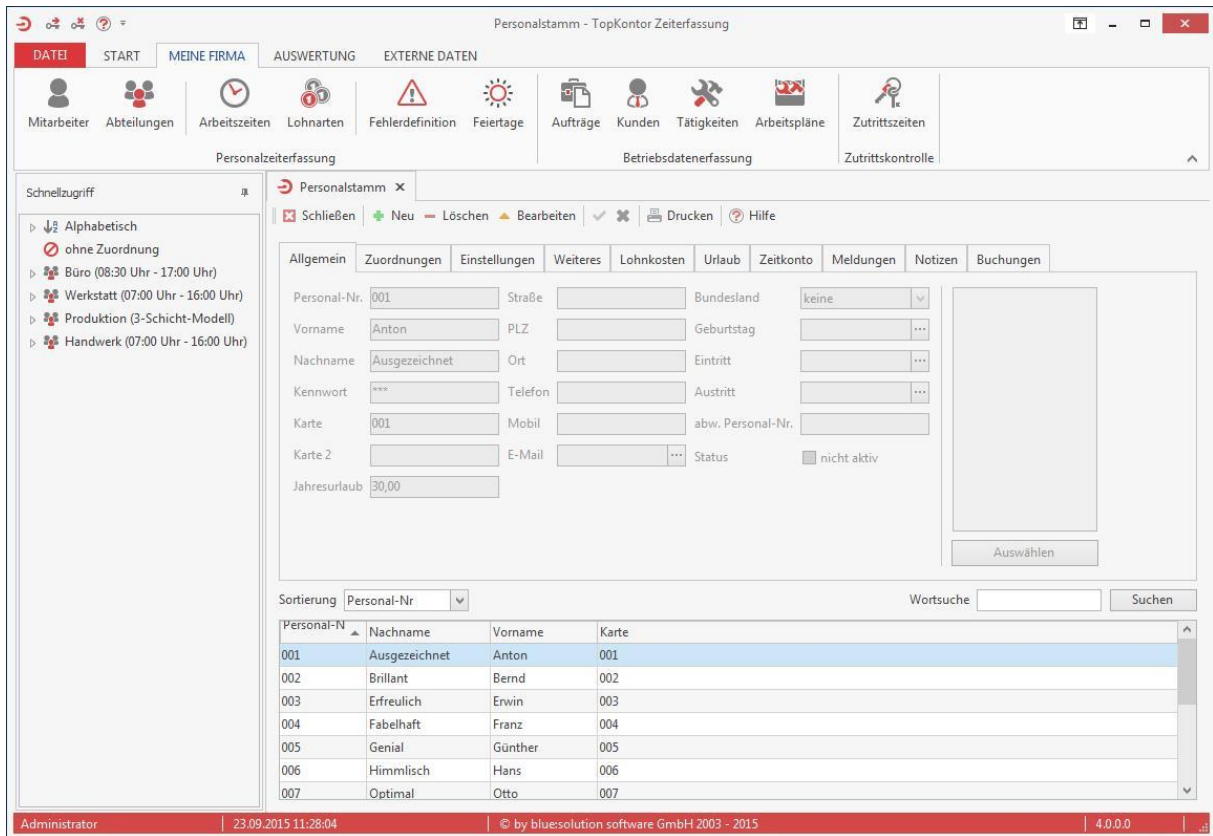 Personalstamm - TopKontor Zeiterfassung
DATEI START MEINE FIRMA AUSWERTUNG EXTERNE DATEN
Mitarbeiter Abteilungen Arbeitszeiten Lohnarten Fehlerdefinition Feiertage Aufträge Kunden Tätigkeiten Arbeitspläne Zutrittszeiten
Personalzeiterfassung Betriebsdatenerfassung Zutrittskontrolle
Schnellzugriff
Alphabetisch
ohne Zuordnung
Büro (08:30 Uhr - 17:00 Uhr)
Werkstatt (07:00 Uhr - 16:00 Uhr)
Produktion (3-Schicht-Modell)
Handwerk (07:00 Uhr - 16:00 Uhr)
Personalstamm
Schließen Neu Löschen Bearbeiten Drucken Hilfe
Allgemein Zuordnungen Einstellungen Weiteres Lohnkosten Urlaub Zeitkonto Meldungen Notizen Buchungen
Personal-Nr. 001 Straße Bundesland keine
Vorname Anton PLZ Geburtstag ...
Nachname Ausgezeichnet Ort Eintritt ...
Kennwort *** Telefon Austritt ...
Karte 001 Mobil abw. Personal-Nr.
Karte 2 E-Mail ... Status nicht aktiv
Jahresurlaub 30,00
Auswählen
Sortierung Personal-Nr Wortsuche Suchen
Personal-N Nachname Vorname Karte
001 Ausgezeichnet Anton 001
002 Brillant Bernd 002
003 Erfreulich Erwin 003
004 Fabelhaft Franz 004
005 Genial Günther 005
006 Himmlisch Hans 006
007 Optimal Otto 007
Administrator 23.09.2015 11:28:04 © by blue:solution software GmbH 2003 - 2015 4.0.0.0